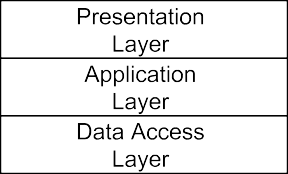 Presentation
Layer
Application
Layer
Data Access
Layer